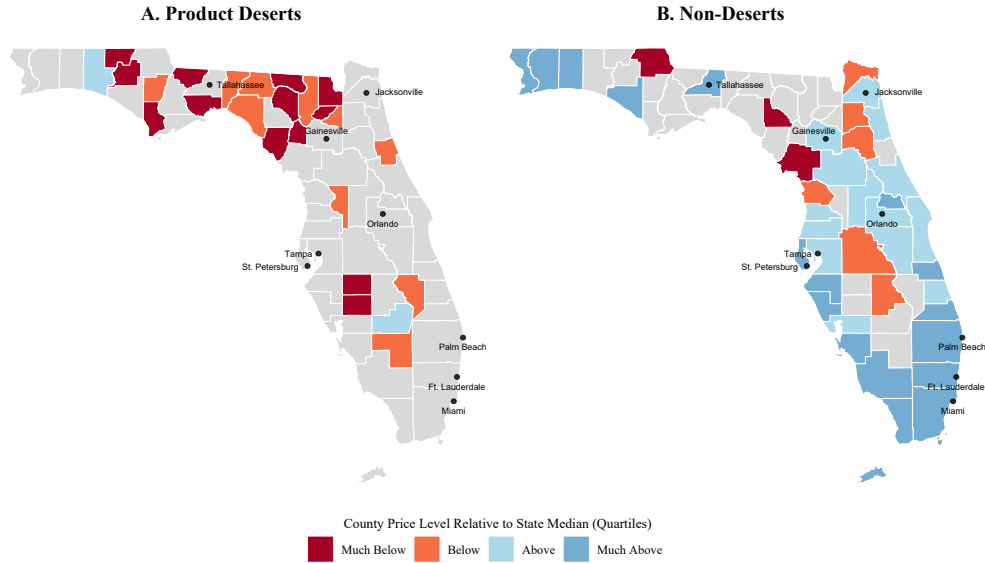 A. Product Deserts
B. Non-Deserts
Tallahassee
Jacksonville
Gainesville
Orlando
Tampa
St. Petersburg
Palm Beach
Ft. Lauderdale
Miami
Tallahassee
Jacksonville
Gainesville
Orlando
Tampa
St. Petersburg
Palm Beach
Ft. Lauderdale
Miami
County Price Level Relative to State Median (Quartiles)
Much Below Below Above Much Above